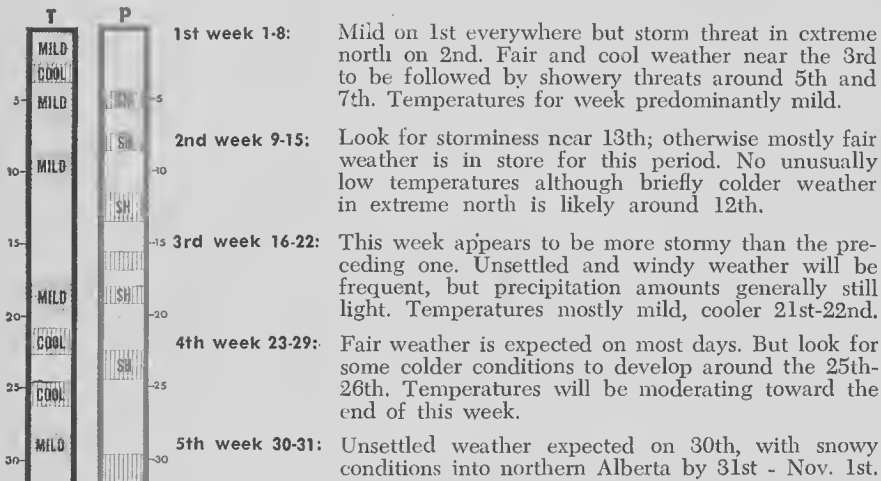 T P
MILD
COOL
5- MILD
SH -5
SH
10- MILD -10
SH
15- -15
MILD SH
20- -20
COOL
SH
25- COOL -25
MILD
30- -30
1st week 1-8: Mild on 1st everywhere but storm threat in extreme
north on 2nd. Fair and cool weather near the 3rd
to be followed by showery threats around 5th and
7th. Temperatures for week predominantly mild.
2nd week 9-15: Look for storminess near 13th; otherwise mostly fair
weather is in store for this period. No unusually
low temperatures although briefly colder weather
in extreme north is likely around 12th.
3rd week 16-22: This week appears to be more stormy than the pre-
ceding one. Unsettled and windy weather will be
frequent, but precipitation amounts generally still
light. Temperatures mostly mild, cooler 21st-22nd.
4th week 23-29: Fair weather is expected on most days. But look for
some colder conditions to develop around the 25th-
26th. Temperatures will be moderating toward the
end of this week.
5th week 30-31: Unsettled weather expected on 30th, with snowy
conditions into northern Alberta by 31st - Nov. 1st.